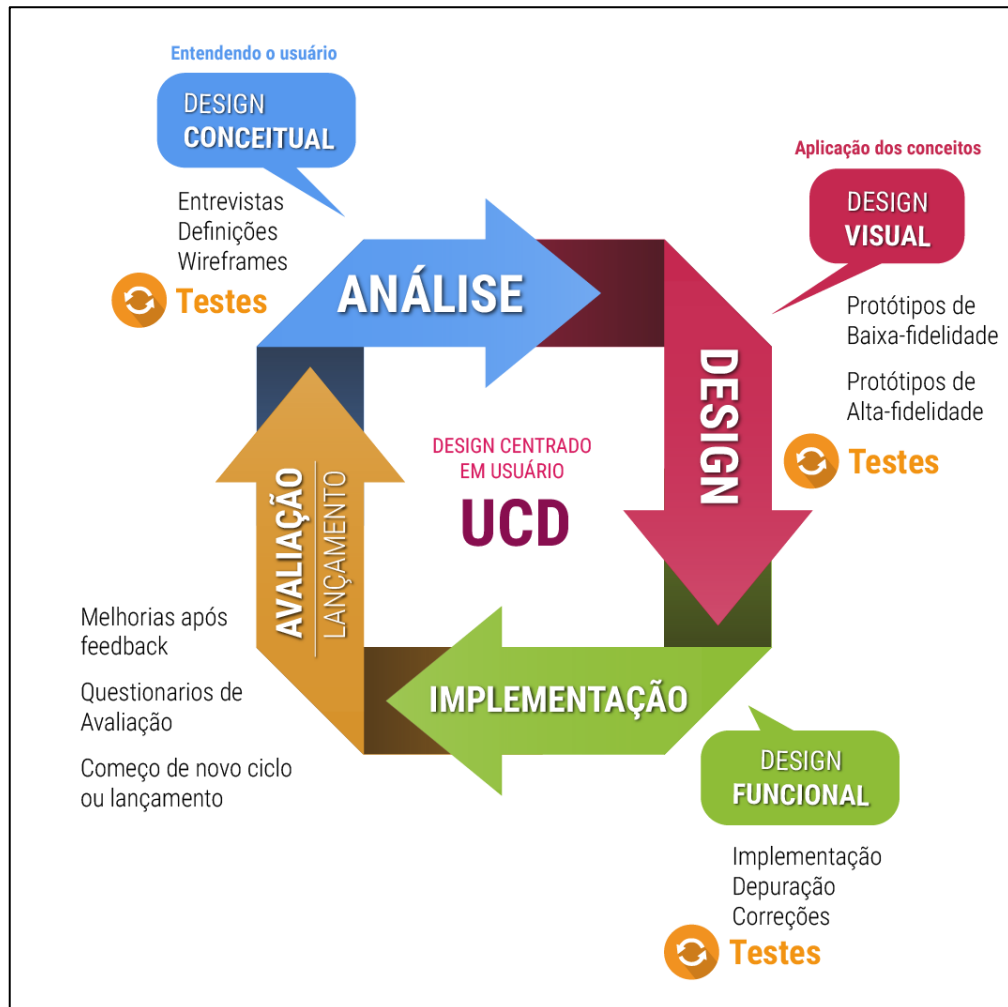 Entendendo o usuário
DESIGN
CONCEITUAL
Entrevistas
Definições
Wireframes
Testes
ANÁLISE
Aplicação dos conceitos
DESIGN
VISUAL
Protótipos de
Baixa-fidelidade
Protótipos de
Alta-fidelidade
Testes
DESIGN
DESIGN CENTRADO
EM USUÁRIO
UCD
IMPLEMENTAÇÃO
DESIGN
FUNCIONAL
Implementação
Depuração
Correções
Testes
AVALIAÇÃO
LANÇAMENTO
Melhorias após
feedback
Questionarios de
Avaliação
Começo de novo ciclo
ou lançamento